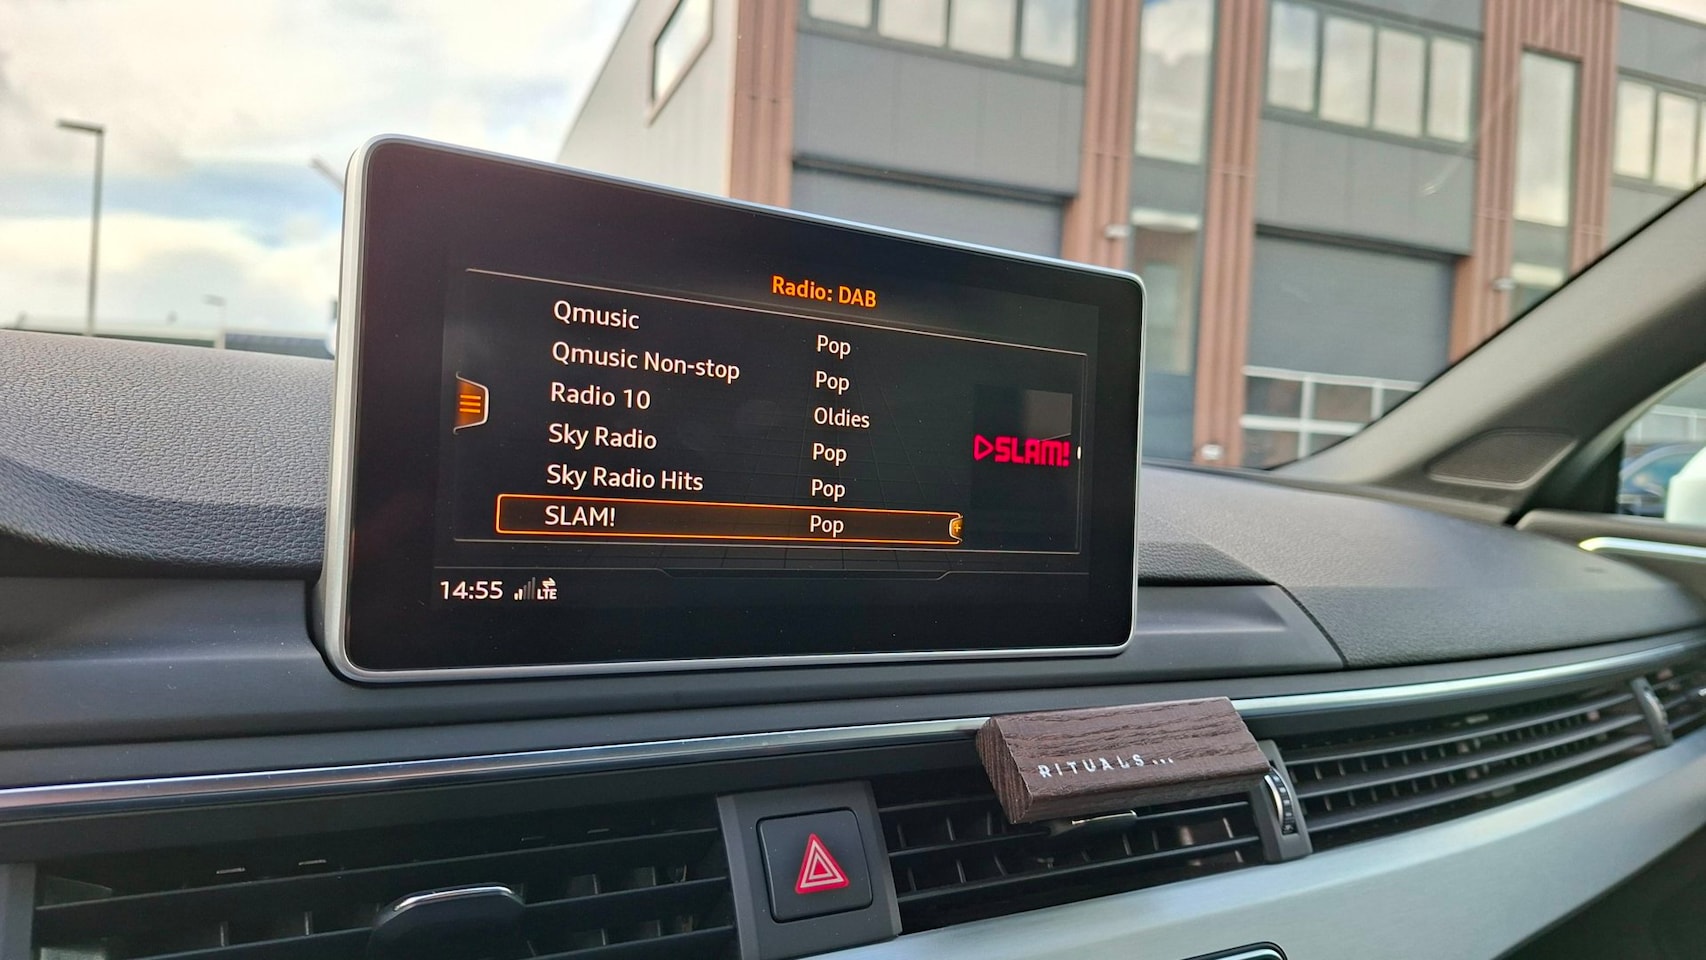 Radio: DAB
Qmusic Pop
Qmusic Non-stop Pop
Radio 10 Oldies
Sky Radio Pop
Sky Radio Hits Pop
SLAM! Pop
SLAM!
14:55 LTE
RITUALS...